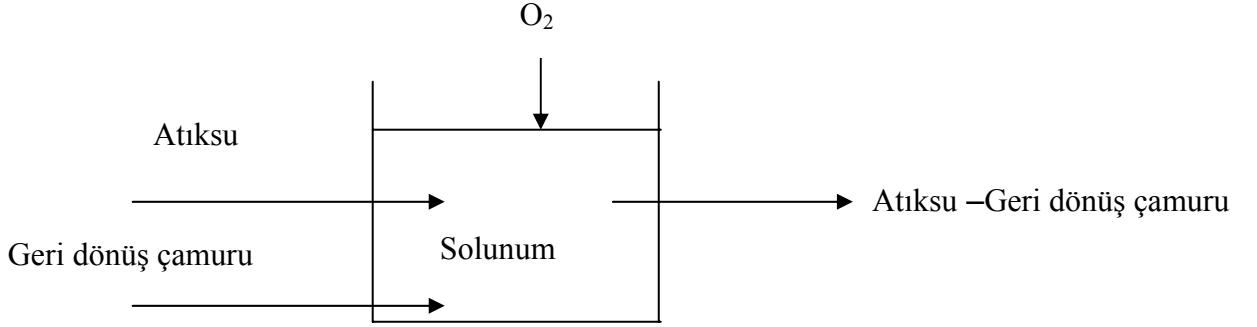 O₂
Atıksu
Atıksu –Geri dönüş çamuru
Geri dönüş çamuru
Solunum